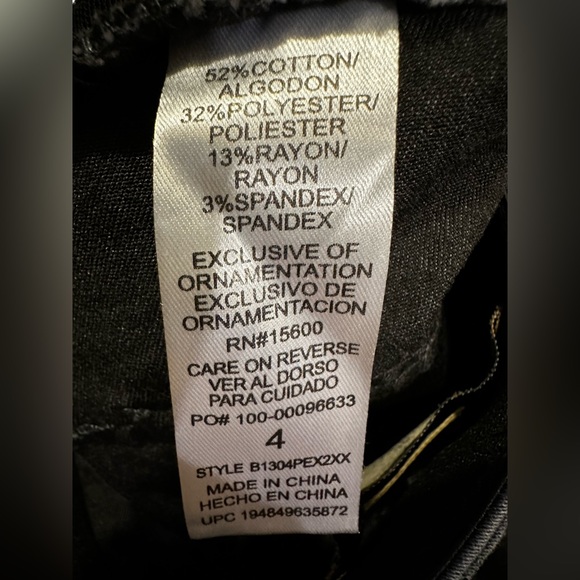 52%COTTON/
ALGODON
32%POLYESTER/
POLIESTER
13%RAYON/
RAYON
3%SPANDEX/
SPANDEX
EXCLUSIVE OF
ORNAMENTATION
EXCLUSIVO DE
ORNAMENTACION
RN#15600
CARE ON REVERSE
VER AL DORSO
PARA CUIDADO
PO# 100-00096633
4
STYLE B1304PEX2XX
MADE IN CHINA
HECHO EN CHINA
UPC 194849635872